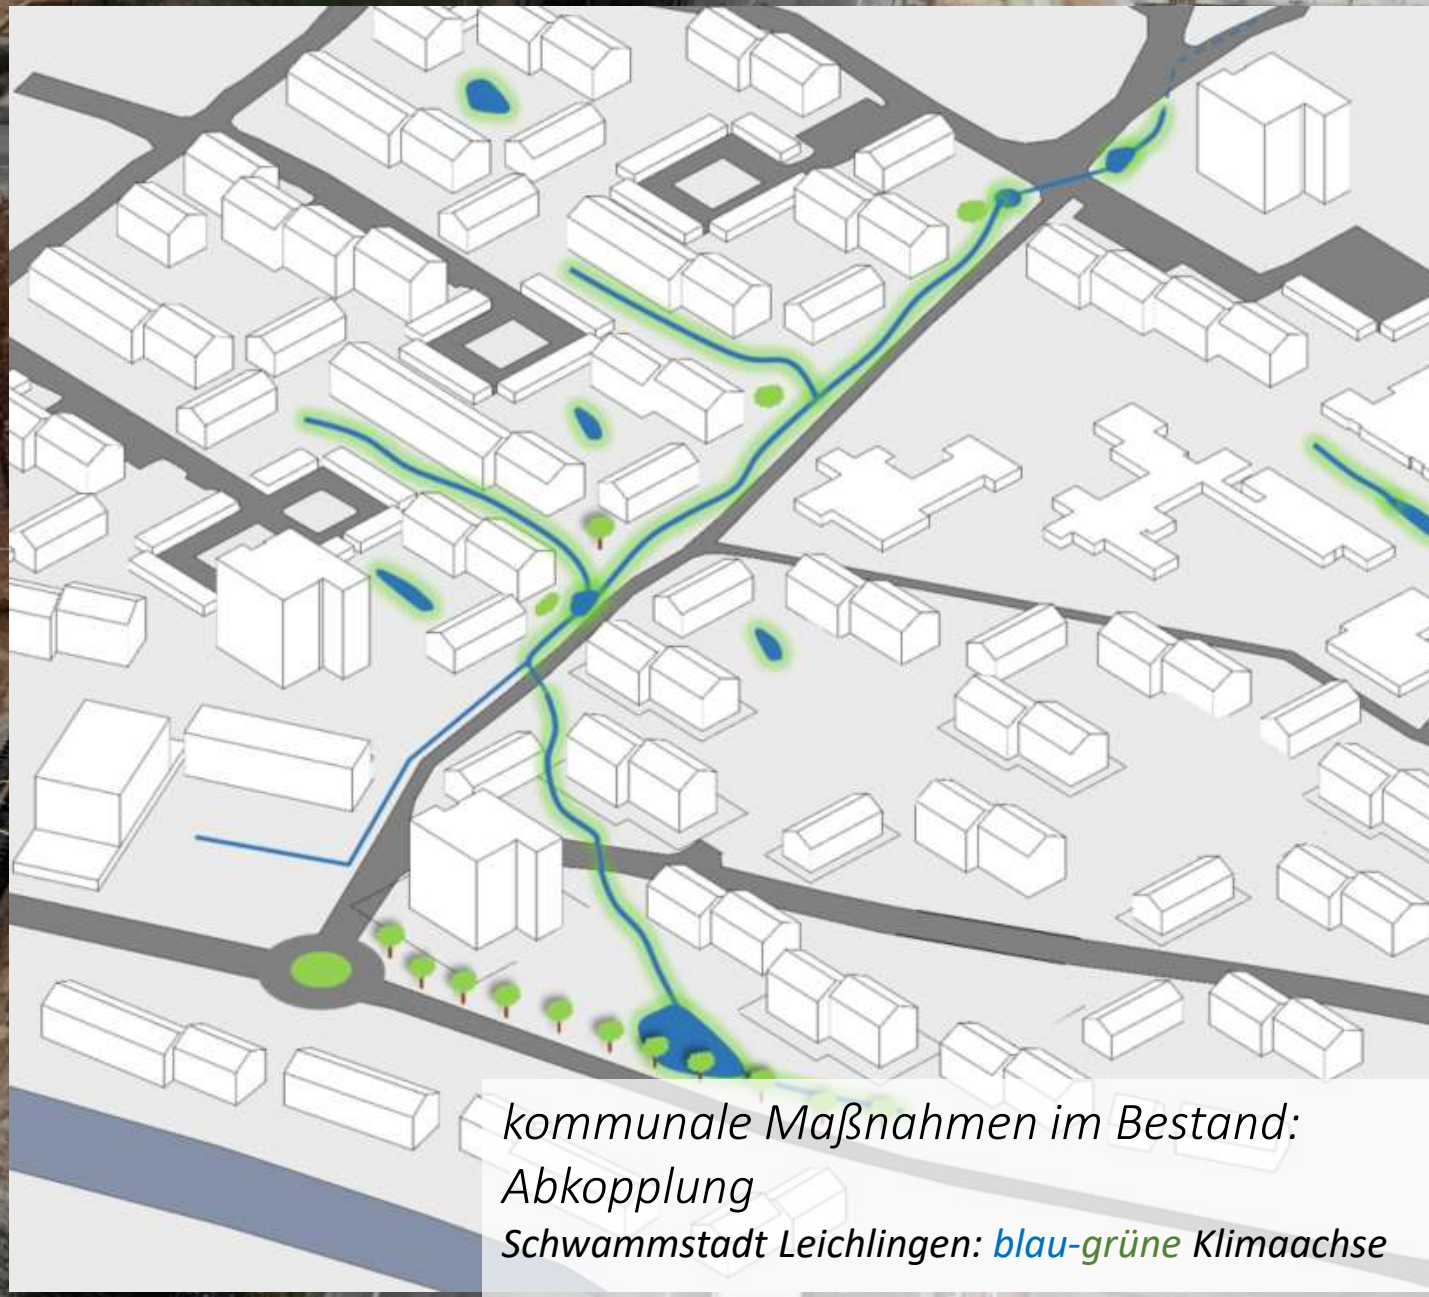 kommunale Maßnahmen im Bestand:
Abkopplung
Schwammstadt Leichlingen: blau-grüne Klimaachse